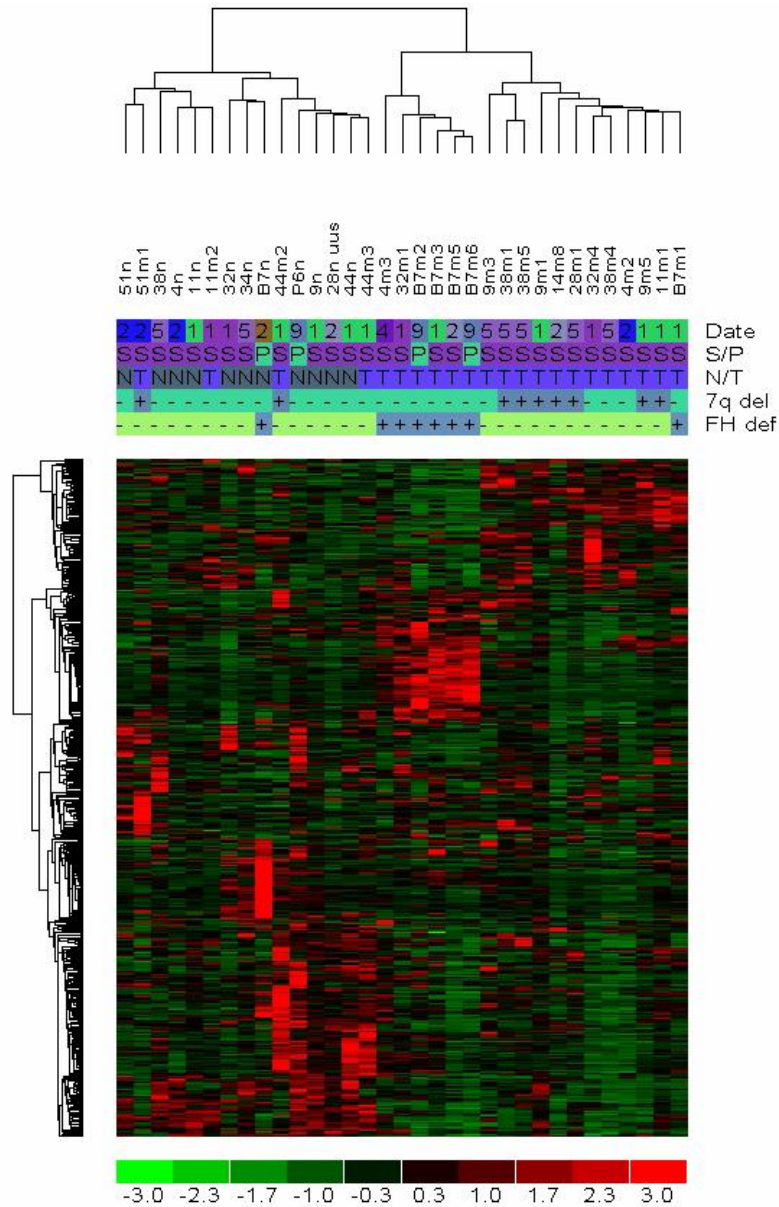 51n 51m1 38n 4n 11n 11m2 32n 34n B7n 44m2 P6n 9n 28n uus 44n 44m3 4m3 32m1 B7m2 B7m3 B7m5 B7m6 9m3 38m1 38m5 9m1 14m8 28m1 32m4 38m4 4m2 9m5 11m1 B7m1
2 2 5 2 1 1 1 5 2 1 9 1 2 1 1 4 1 9 1 2 9 5 5 5 1 2 5 1 5 2 1 1 1 Date
S S S S S S S S P S P S S S S S S P S S P S S S S S S S S S S S S S/P
N T N N N T N N N T N N N N T T T T T T T T T T T T T T T T T T T N/T
- + - - - - - - - + - - - - - - - - - - - - + + + + + - - - + + - 7q del
- - - - - - - - + - - - - - - + + + + + + - - - - - - - - - - - + FH def
-3.0 -2.3 -1.7 -1.0 -0.3 0.3 1.0 1.7 2.3 3.0